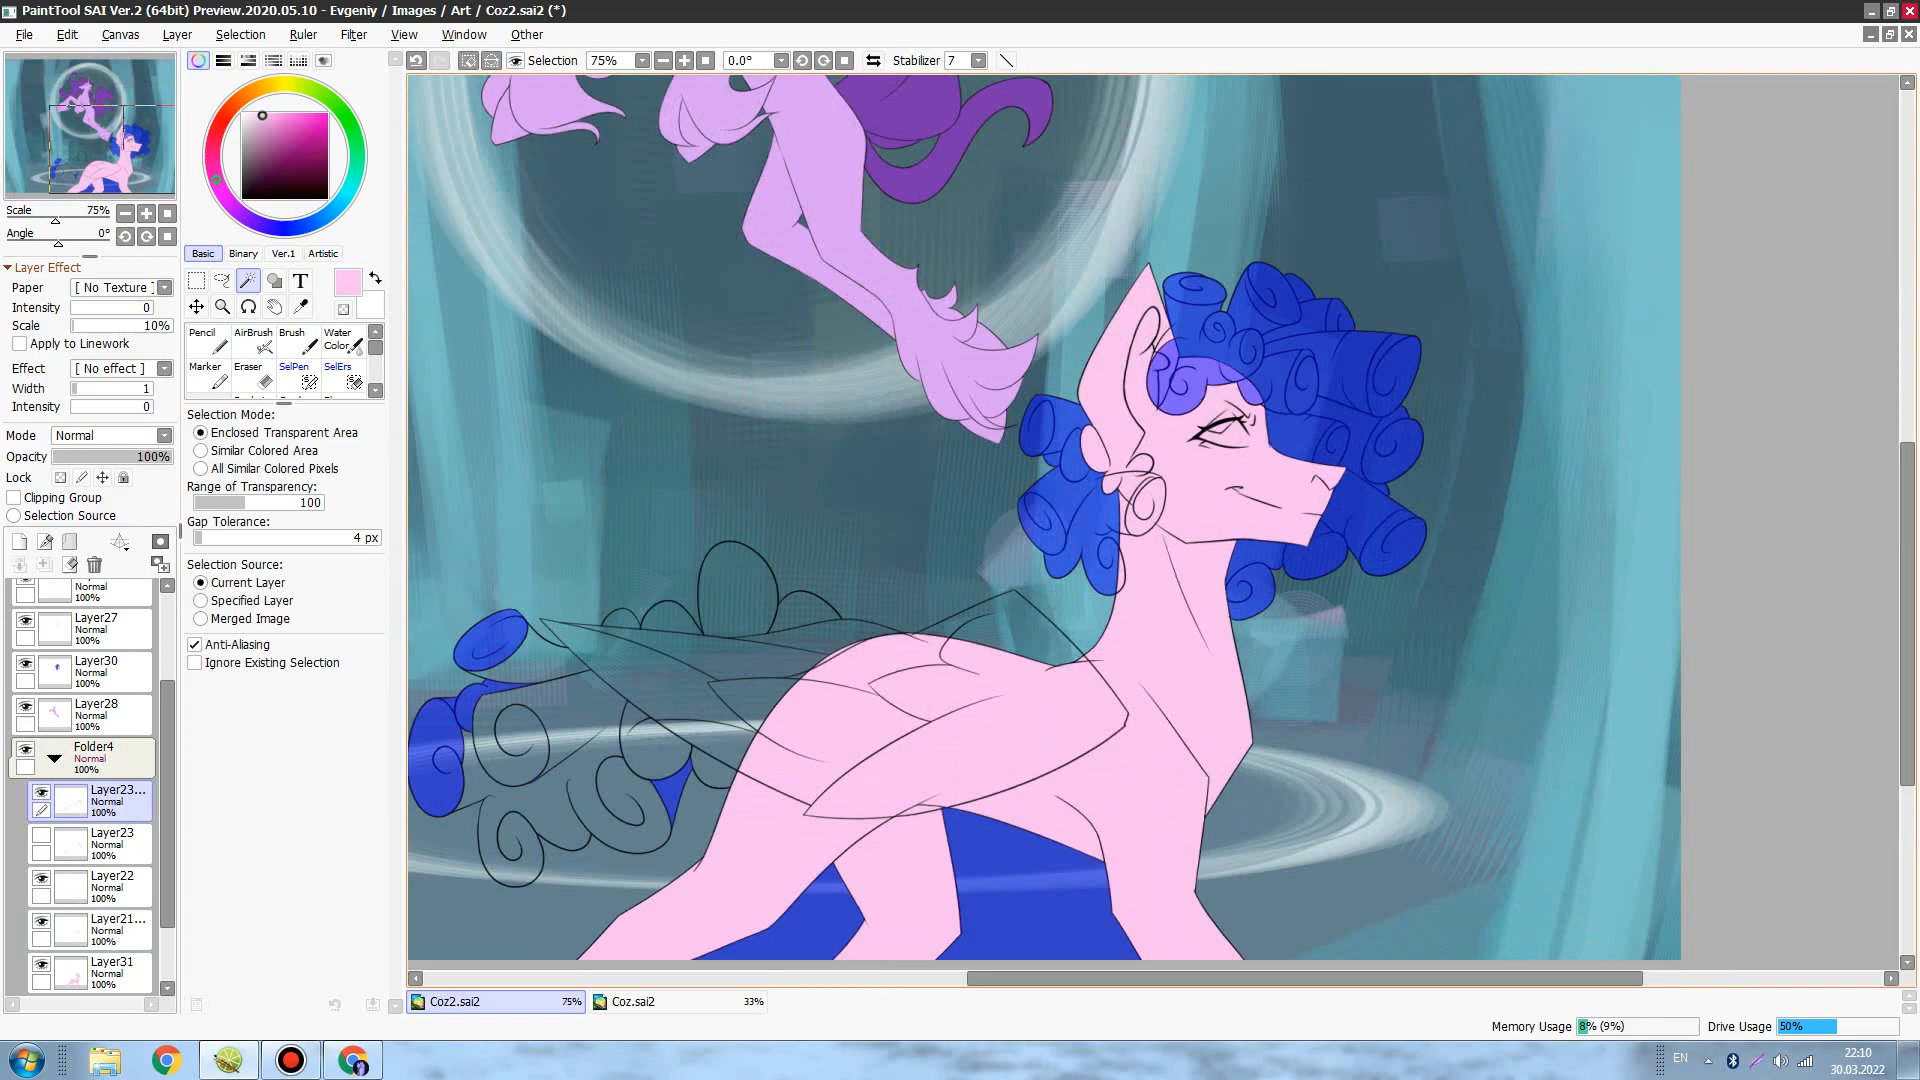 PaintTool SAI Ver.2 (64bit) Preview.2020.05.10 - Evgeniy / Images / Art / Coz2.sai2 (*)
File Edit Canvas Layer Selection Ruler Filter View Window Other
Selection 75% 0.0° Stabilizer 7
Scale 75%
Angle 0°
Layer Effect
Paper [ No Texture ]
Intensity 0
Scale 10%
Apply to Linework
Effect [ No effect ]
Width 1
Intensity 0
Mode Normal
Opacity 100%
Lock
Clipping Group
Selection Source
Normal
100%
Layer27
Normal
100%
Layer30
Normal
100%
Layer28
Normal
100%
Folder4
Normal
100%
Layer23...
Normal
100%
Layer23
Normal
100%
Layer22
Normal
100%
Layer21...
Normal
100%
Layer31
Normal
100%
Basic Binary Ver.1 Artistic
T
Pencil AirBrush Brush Water Color
Marker Eraser SelPen SelErs
Selection Mode:
Enclosed Transparent Area
Similar Colored Area
All Similar Colored Pixels
Range of Transparency:
100
Gap Tolerance:
4 px
Selection Source:
Current Layer
Specified Layer
Merged Image
Anti-Aliasing
Ignore Existing Selection
Coz2.sai2 75% Coz.sai2 33%
Memory Usage 8% (9%) Drive Usage 50%
EN 22:10
30.03.2022